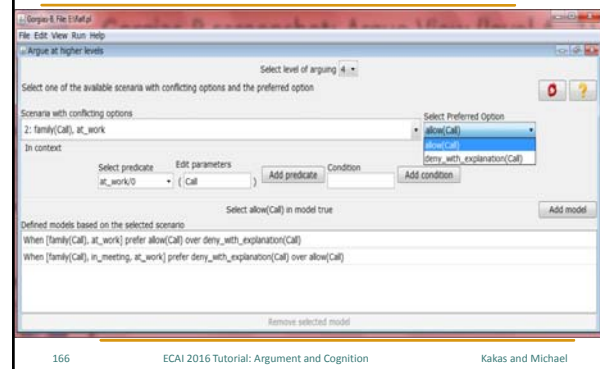 Gorgias-B, File: E:\Raf.pl
File Edit View Run Help
Argue at higher levels
Select level of arguing 4
Select one of the available scenaria with conflicting options and the preferred option
Scenaria with conflicting options
Select Preferred Option
2: family(Call), at_work
allow(Call)
allow(Call)
deny_with_explanation(Call)
In context
Select predicate Edit parameters Condition
at_work/0 ( Call ) Add predicate Add condition
Select allow(Call) in model true Add model
Defined models based on the selected scenario
When [family(Call), at_work] prefer allow(Call) over deny_with_explanation(Call)
When [family(Call), in_meeting, at_work] prefer deny_with_explanation(Call) over allow(Call)
Remove selected model
166 ECAI 2016 Tutorial: Argument and Cognition Kakas and Michael